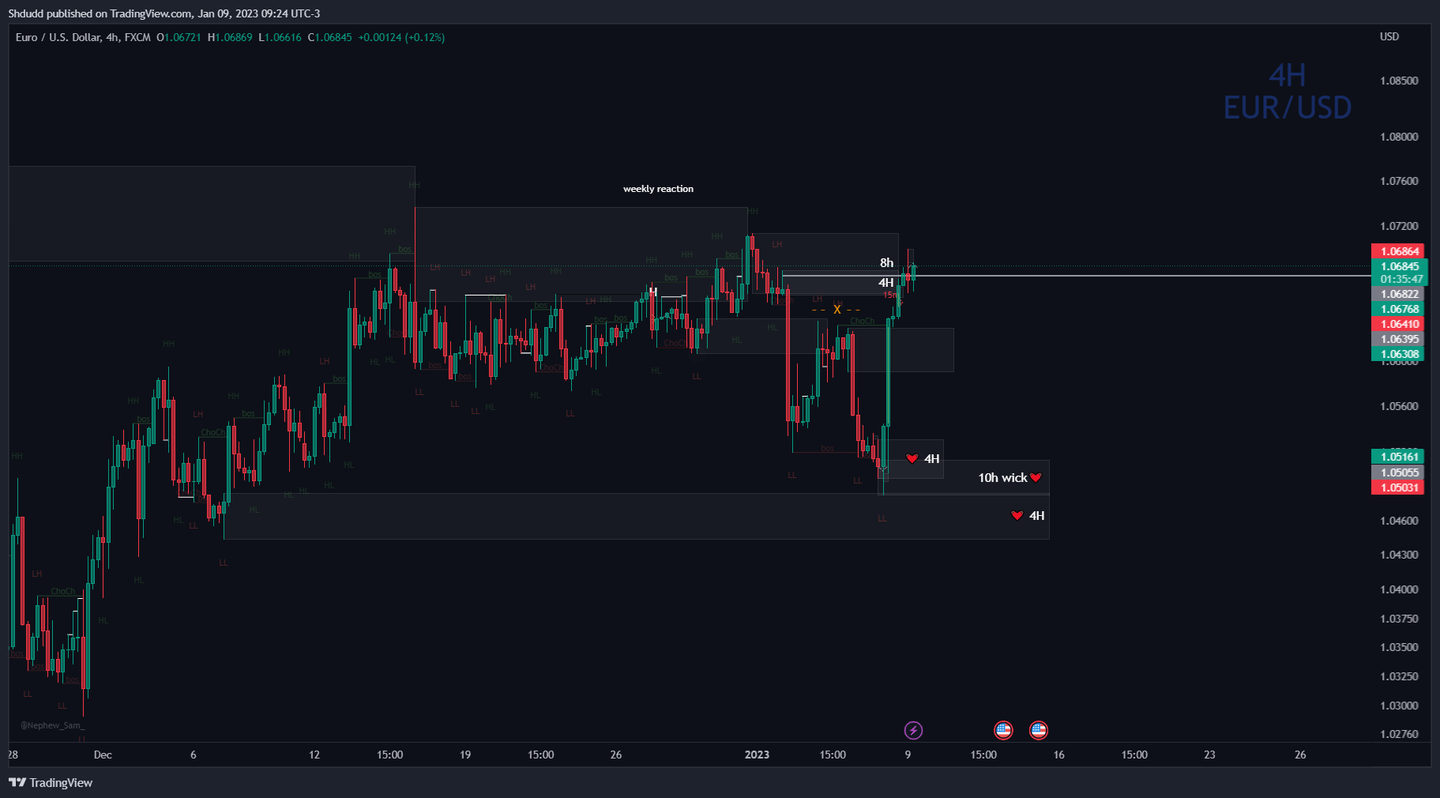 Shdudd published on TradingView.com, Jan 09, 2023 09:24 UTC-3
Euro / U.S. Dollar, 4h, FXCM O1.06721 H1.06869 L1.06616 C1.06845 +0.00124 (+0.12%)
USD
4H
EUR/USD
1.08500
1.08000
1.07600
1.07200
1.06864
1.06845
01:35:47
1.06822
1.06768
1.06410
1.06395
1.06308
1.05600
1.05161
1.05055
1.05031
1.04600
1.04300
1.04000
1.03750
1.03500
1.03250
1.03000
1.02760
weekly reaction
HH
HH
HH
bos
HH
bos
LH
LH
HH
LH
HH
LH
HH
bos
bos
HH
bos
HH
LH
8h
4H
H
ChoCh
LH
X
ChoCh
bos
bos
ChoCh
HL
HL
HL
LL
LL
LL
HL
LL
HL
HL
LL
HH
HH
LH
bos
HH
HH
bos
LH
ChoCh
bos
HL
HL
HL
HL
HL
LL
LL
HH
LH
ChoCh
HL
HL
LL
LL
bos
LL
LL
LL
4H
10h wick
4H
@Nephew_Sam_
28
Dec
6
12
15:00
19
15:00
26
2023
15:00
9
15:00
16
15:00
23
26
TradingView